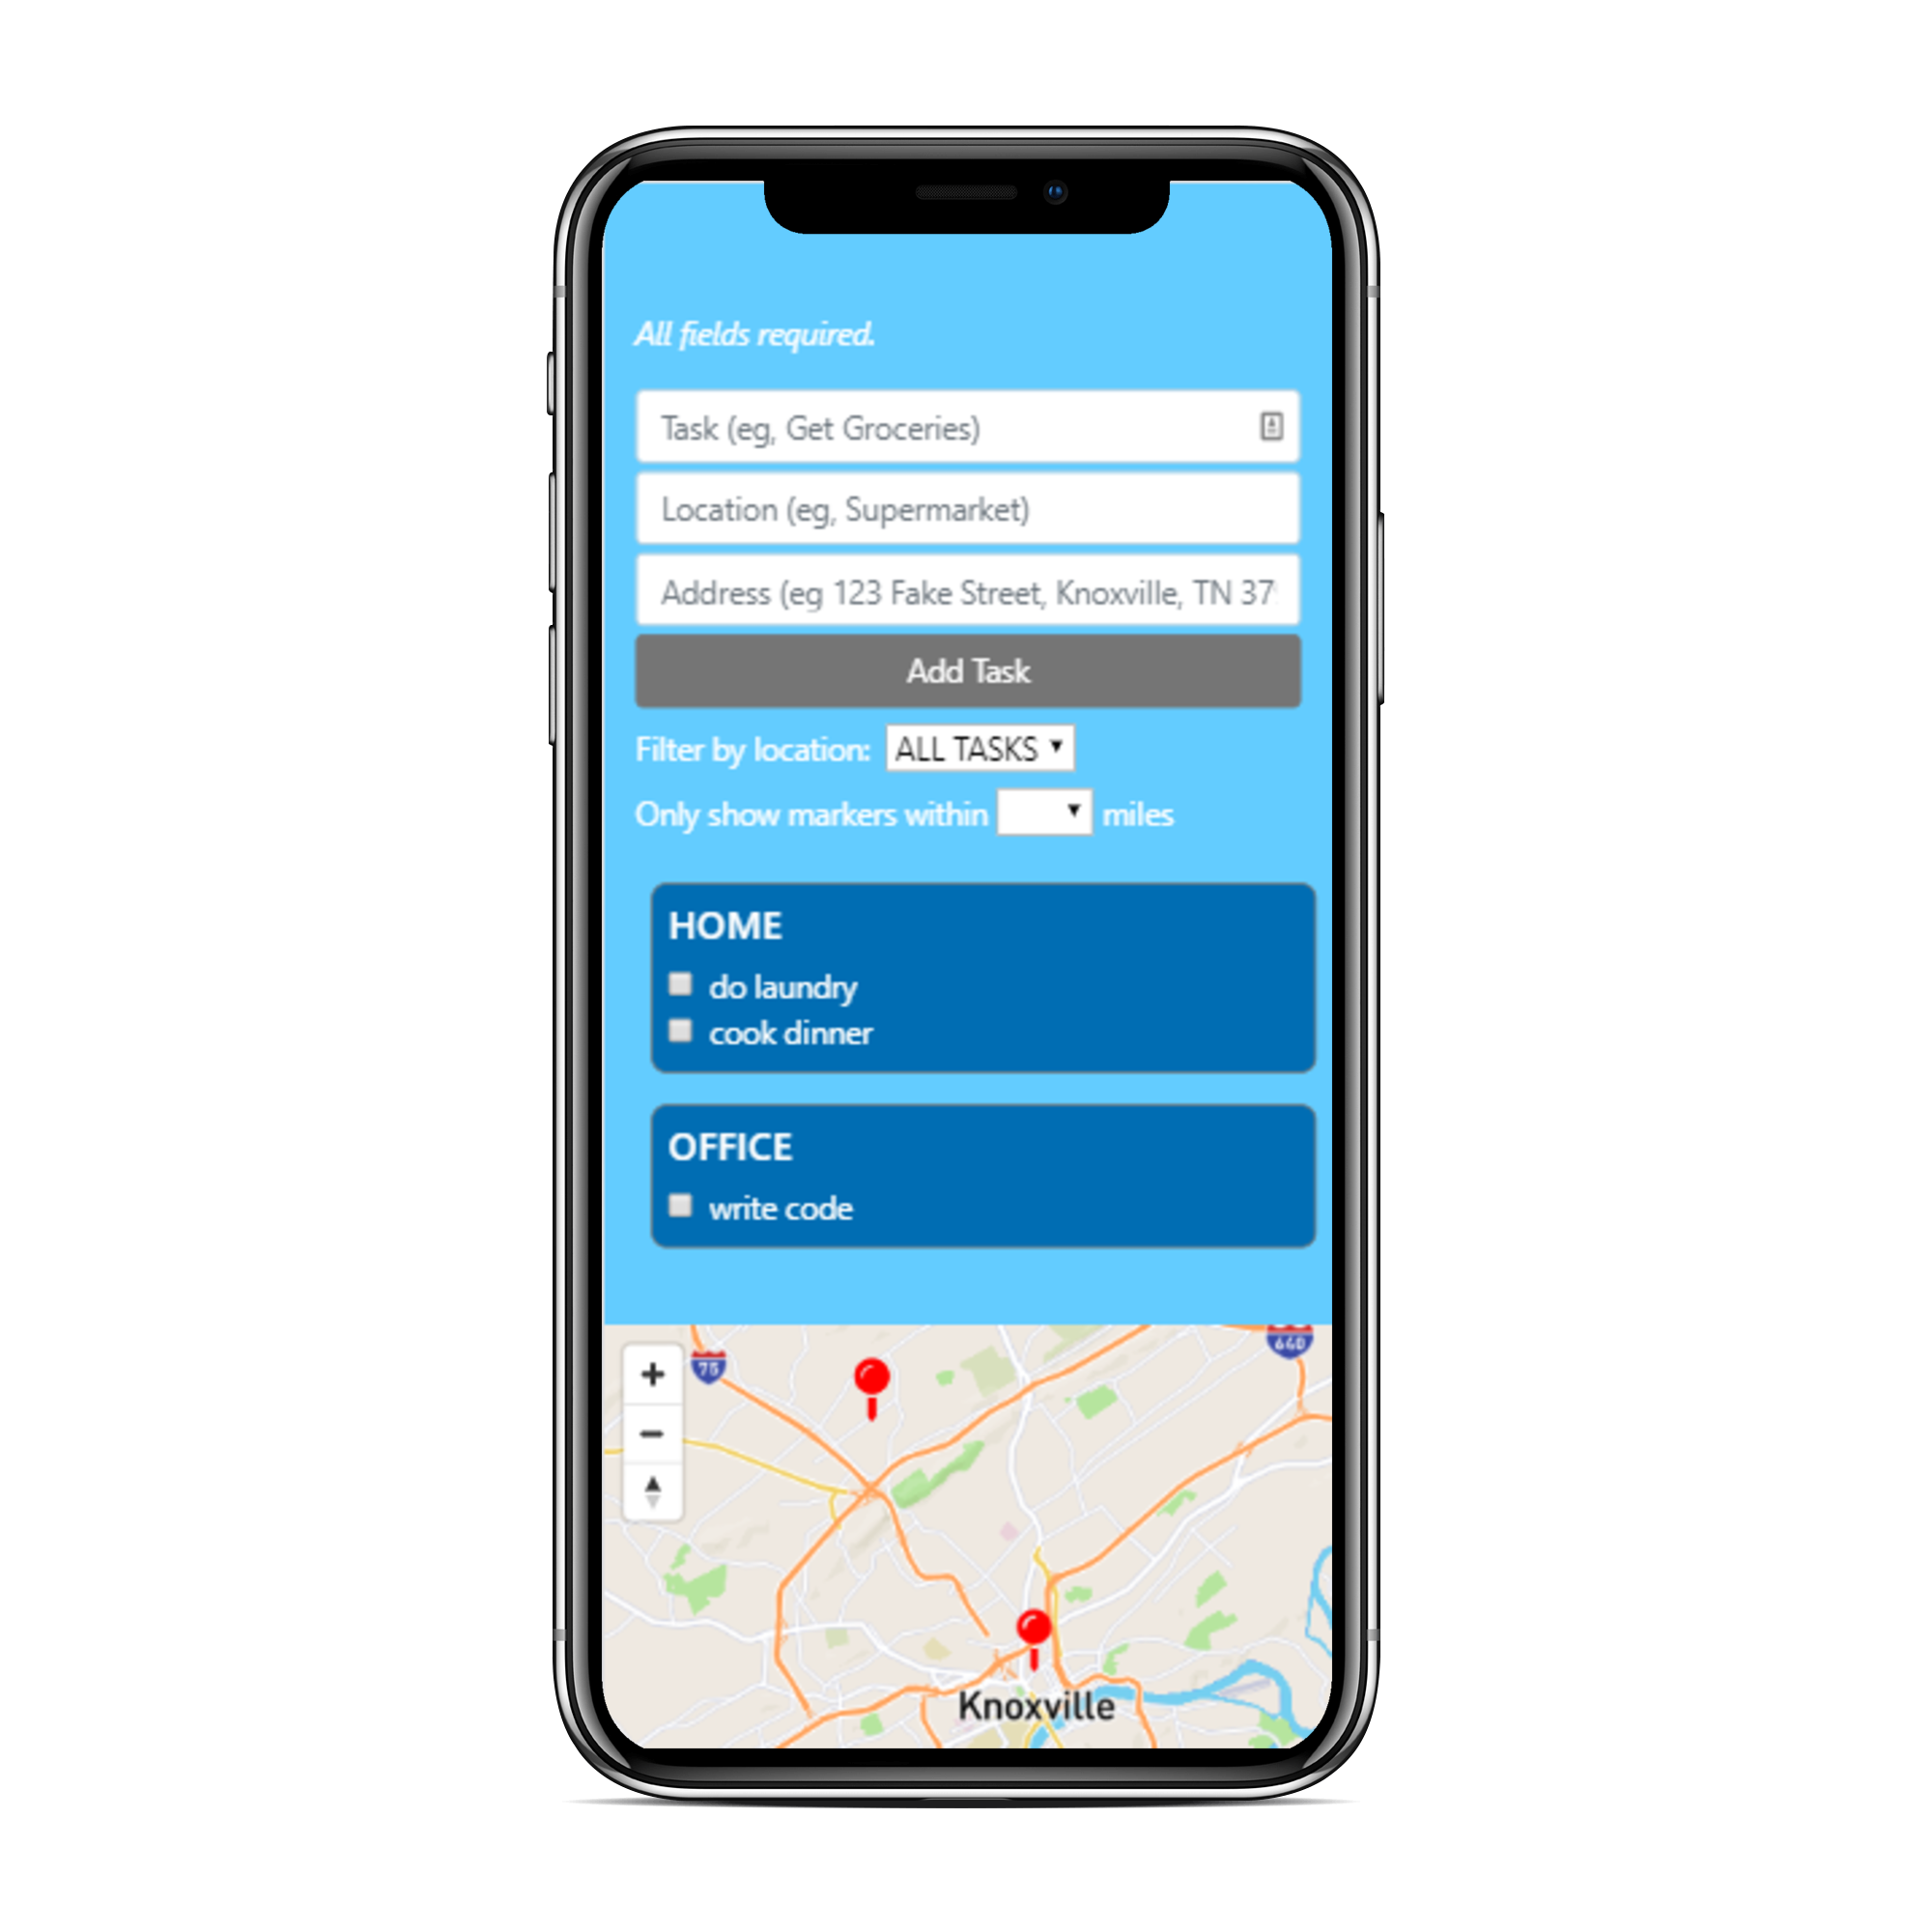 All fields required.
Task (eg, Get Groceries)
Location (eg, Supermarket)
Address (eg 123 Fake Street, Knoxville, TN 37
Add Task
Filter by location: ALL TASKS
Only show markers within miles
HOME
do laundry
cook dinner
OFFICE
write code
75
640
Knoxville